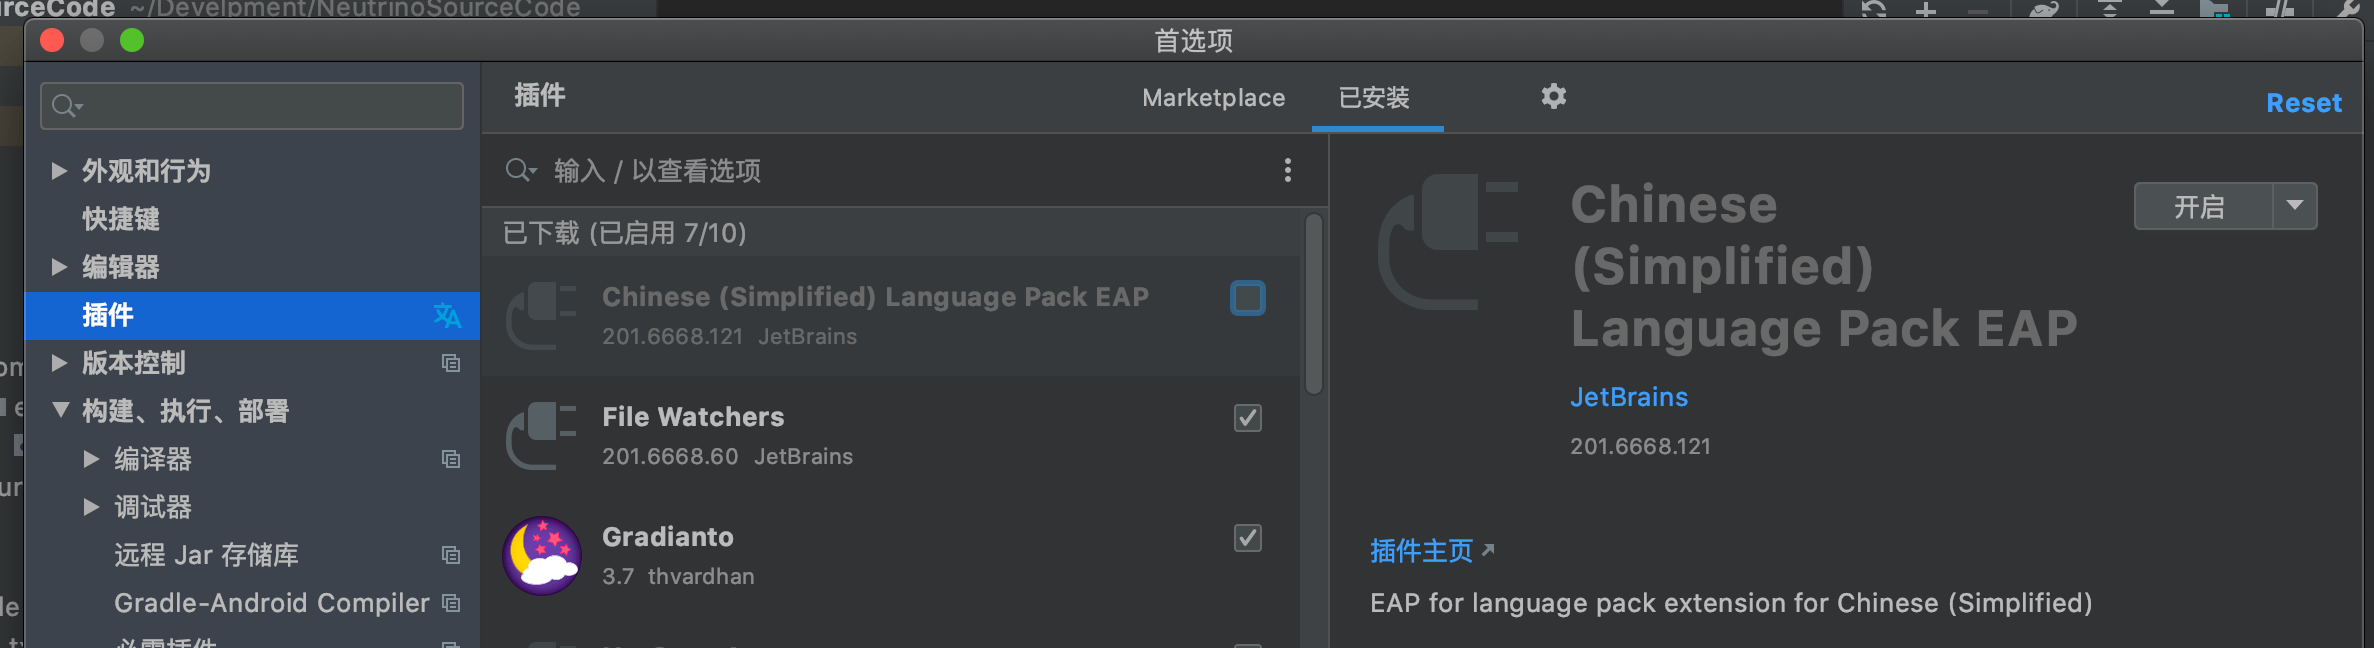 rceCode ~/Develpment/NeutrinoSourceCode
首选项
插件
Marketplace
已安装
Reset
外观和行为
快捷键
编辑器
插件
版本控制
构建、执行、部署
编译器
调试器
远程 Jar 存储库
Gradle-Android Compiler
必需插件
输入 / 以查看选项
已下载 (已启用 7/10)
Chinese (Simplified) Language Pack EAP
201.6668.121 JetBrains
File Watchers
201.6668.60 JetBrains
Gradianto
3.7 thvardhan
Chinese
(Simplified)
Language Pack EAP
开启
JetBrains
201.6668.121
插件主页
EAP for language pack extension for Chinese (Simplified)